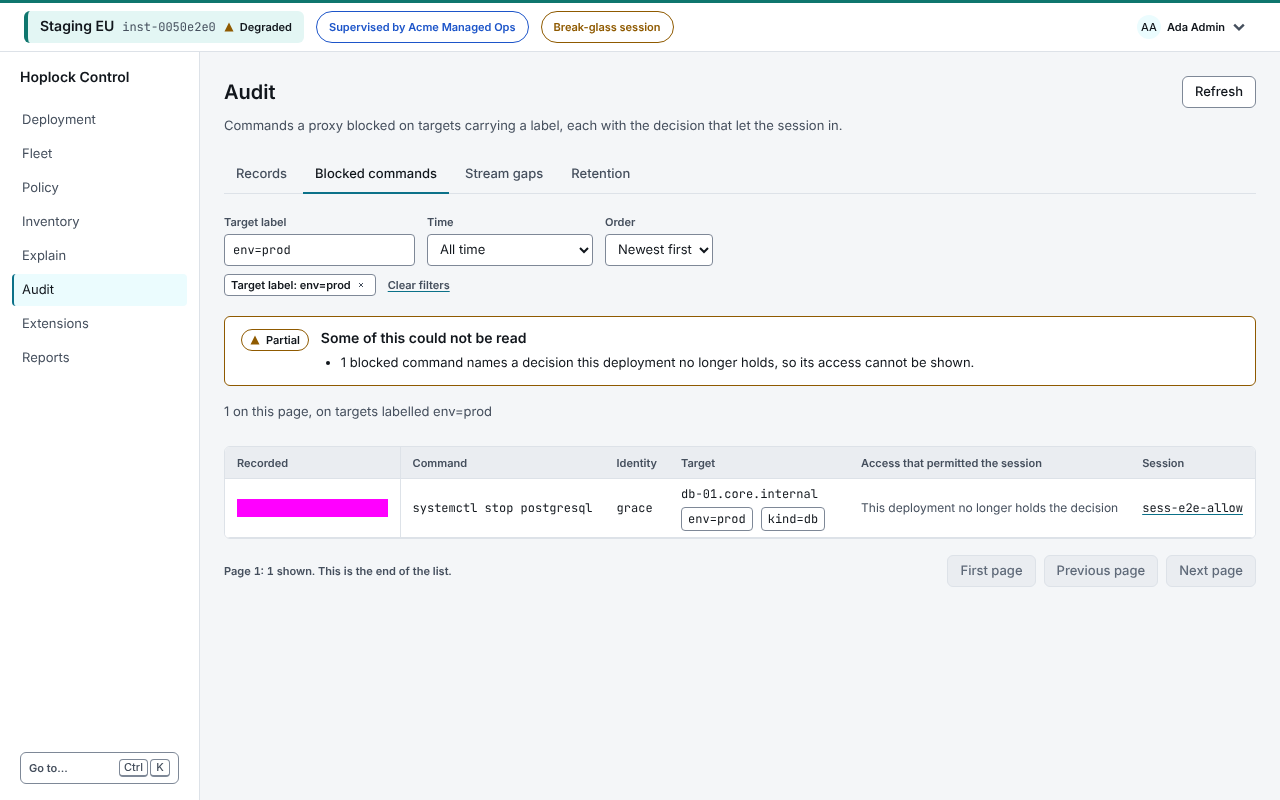 Staging EU inst-0050e2e0 Degraded Supervised by Acme Managed Ops Break-glass session AA Ada Admin
Hoplock Control
Deployment
Fleet
Policy
Inventory
Explain
Audit
Extensions
Reports
Go to... Ctrl K
Audit
Refresh
Commands a proxy blocked on targets carrying a label, each with the decision that let the session in.
Records Blocked commands Stream gaps Retention
Target label Time Order
env=prod All time Newest first
Target label: env=prod × Clear filters
Partial Some of this could not be read
• 1 blocked command names a decision this deployment no longer holds, so its access cannot be shown.
1 on this page, on targets labelled env=prod
Recorded Command Identity Target Access that permitted the session Session
systemctl stop postgresql grace db-01.core.internal This deployment no longer holds the decision sess-e2e-allow
env=prod kind=db
Page 1: 1 shown. This is the end of the list. First page Previous page Next page